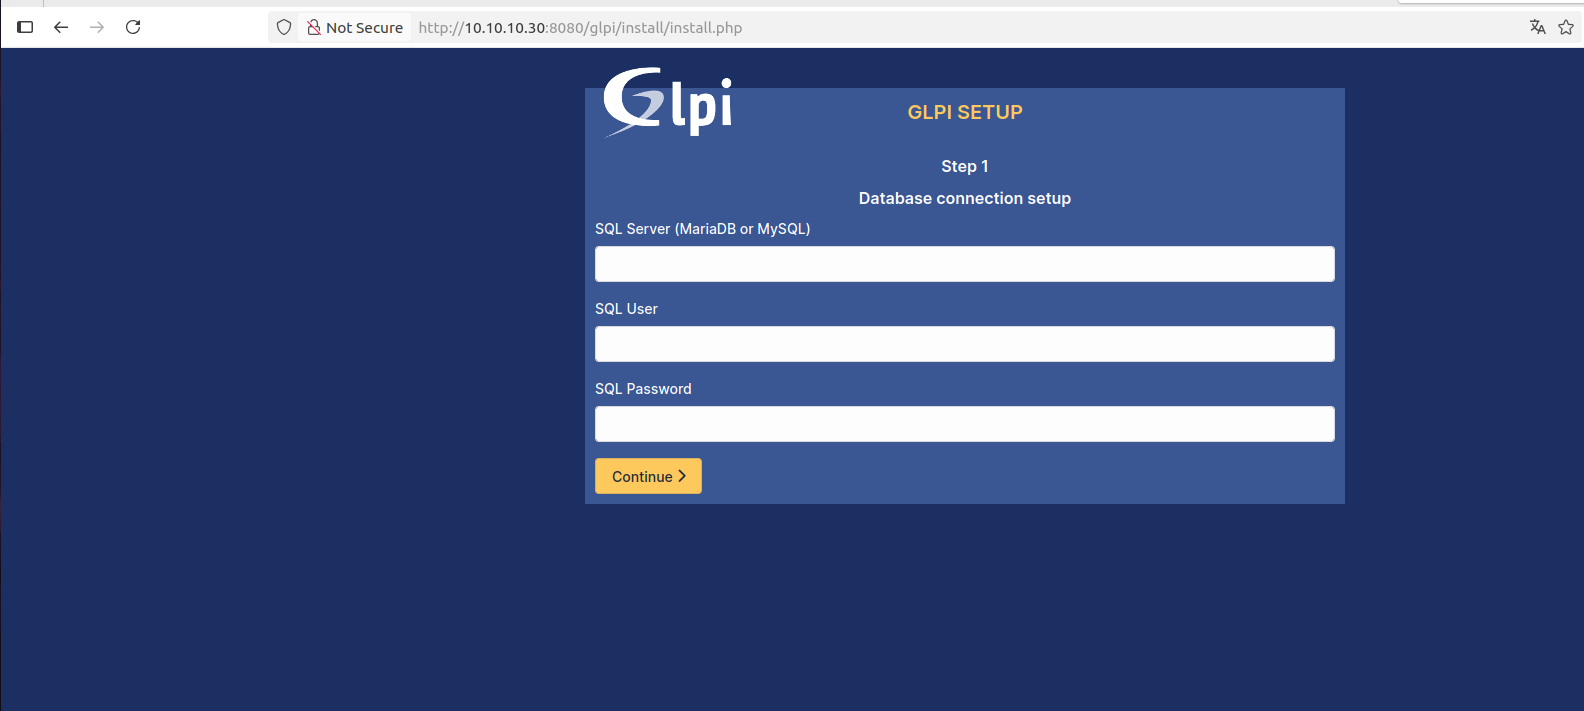 Not Secure http://10.10.10.30:8080/glpi/install/install.php
Glpi
GLPI SETUP
Step 1
Database connection setup
SQL Server (MariaDB or MySQL)
SQL User
SQL Password
Continue